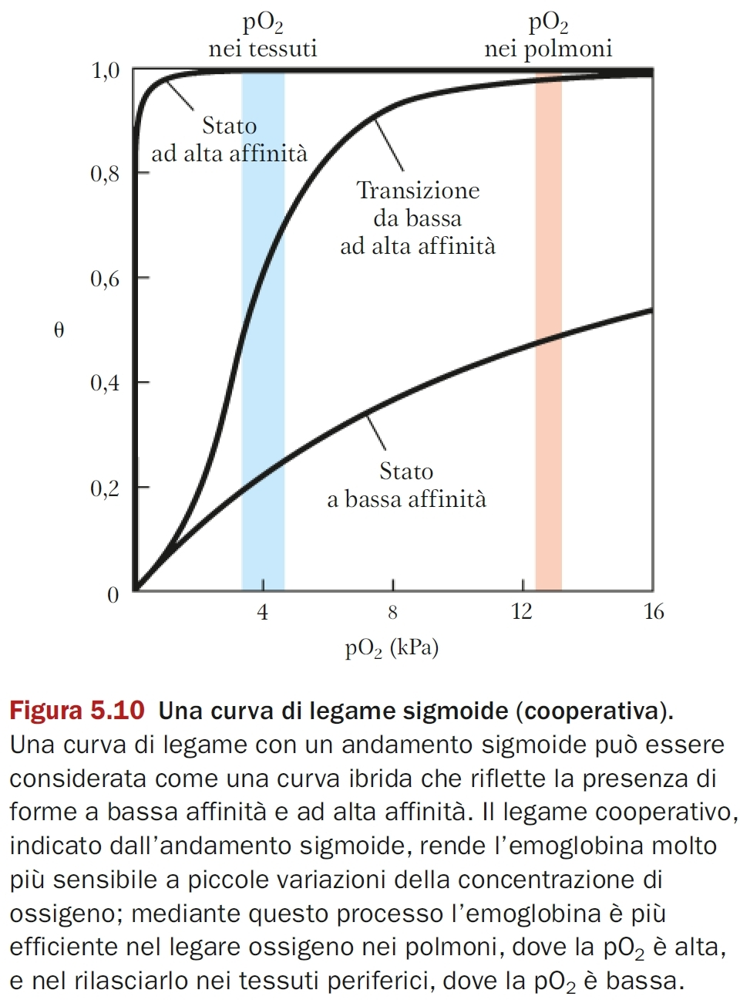 pO₂
nei tessuti
pO₂
nei polmoni
1,0
Stato
ad alta affinità
0,8
Transizione
da bassa
ad alta affinità
0,6
θ
0,4
Stato
a bassa affinità
0,2
0
4
8
12
16
pO₂ (kPa)
Figura 5.10 Una curva di legame sigmoide (cooperativa).
Una curva di legame con un andamento sigmoide può essere
considerata come una curva ibrida che riflette la presenza di
forme a bassa affinità e ad alta affinità. Il legame cooperativo,
indicato dall’andamento sigmoide, rende l’emoglobina molto
più sensibile a piccole variazioni della concentrazione di
ossigeno; mediante questo processo l’emoglobina è più
efficiente nel legare ossigeno nei polmoni, dove la pO₂ è alta,
e nel rilasciarlo nei tessuti periferici, dove la pO₂ è bassa.